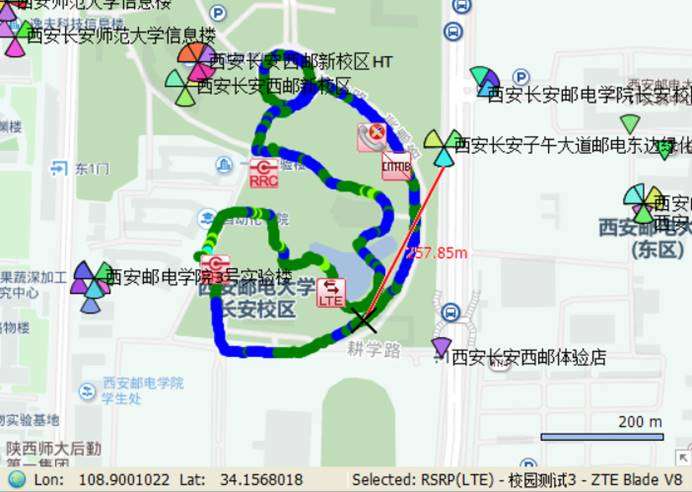 西安师范大学信息楼
逸夫科技信息楼
西安长安师范大学信息楼
西安长安西邮新校区HT
西安长安西邮新校区
西安长安邮电学院长安校区
西安邮电大
西安长安子午大道邮电东边绿化
东1门
RRC
西安
西安
西安邮电大
(东区)
257.85m
果蔬深加工
究中心
西安邮电学院3号实验楼
LTE
西安邮电大学
长安校区
物楼
耕学路
西安长安西邮体验店
西安邮电学院
学生处
物实验基地
200 m
陕西师大后勤
第一集团
Lon: 108.9001022 Lat: 34.1568018
Selected: RSRP(LTE) - 校园测试3 - ZTE Blade V8